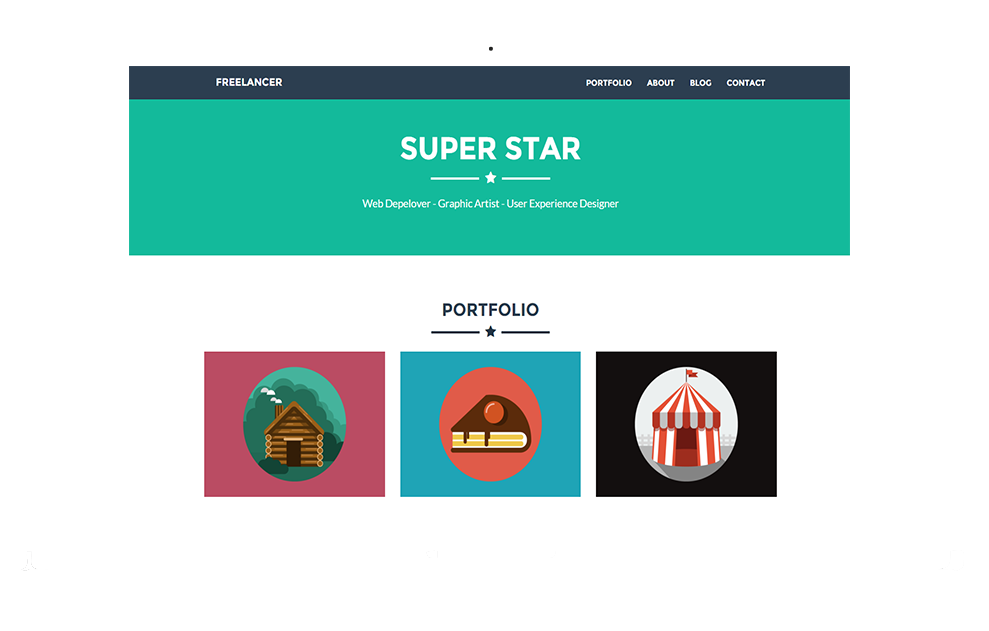 FREELANCER PORTFOLIO ABOUT BLOG CONTACT
SUPER STAR
Web Depelover - Graphic Artist - User Experience Designer
PORTFOLIO